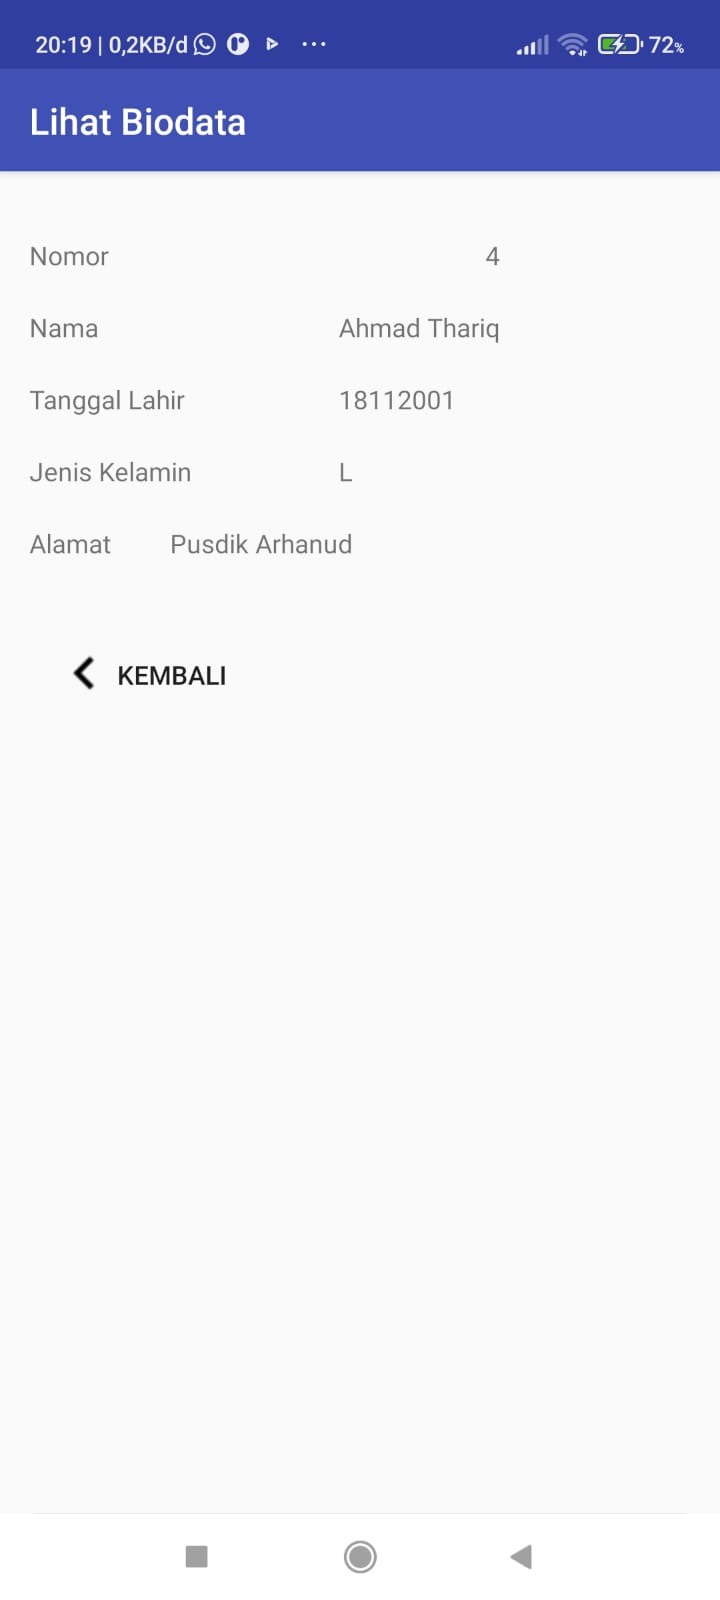 20:19 | 0,2KB/d ... 72%
Lihat Biodata
Nomor 4
Nama Ahmad Thariq
Tanggal Lahir 18112001
Jenis Kelamin L
Alamat Pusdik Arhanud
KEMBALI